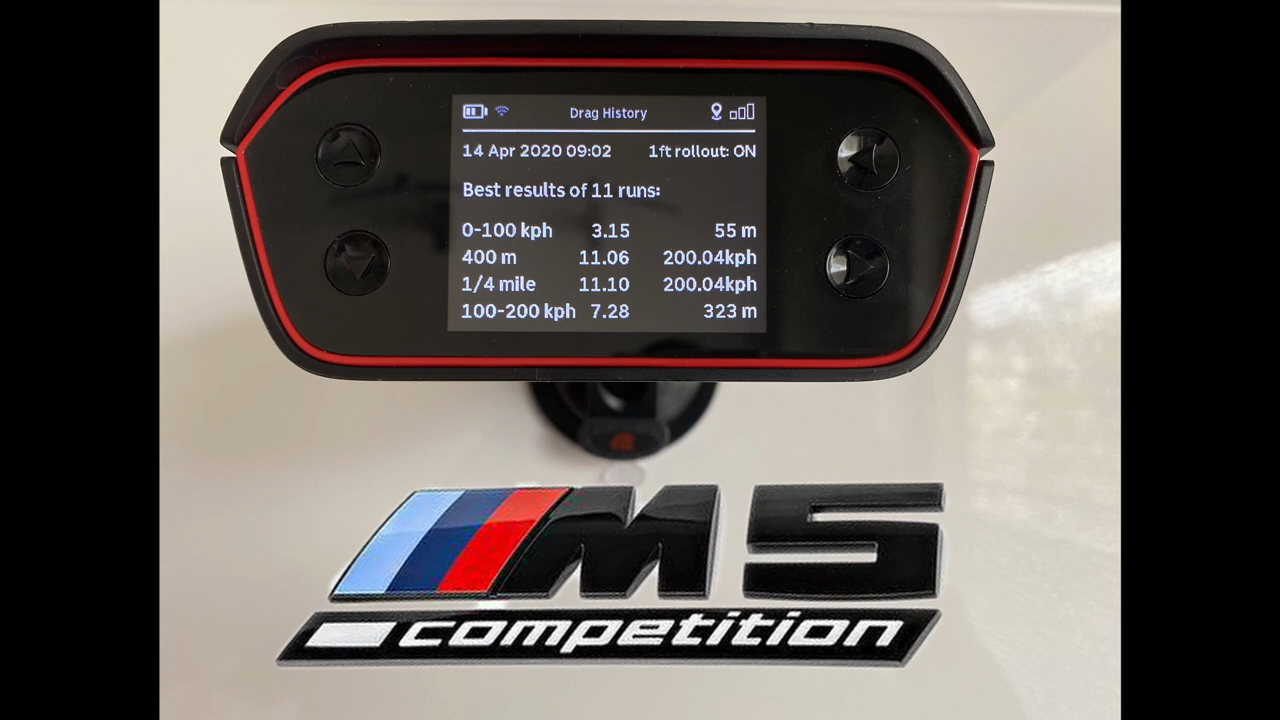 Drag History
14 Apr 2020 09:02 1ft rollout: ON
Best results of 11 runs:
0-100 kph 3.15 55 m
400 m 11.06 200.04kph
1/4 mile 11.10 200.04kph
100-200 kph 7.28 323 m
M5
competition